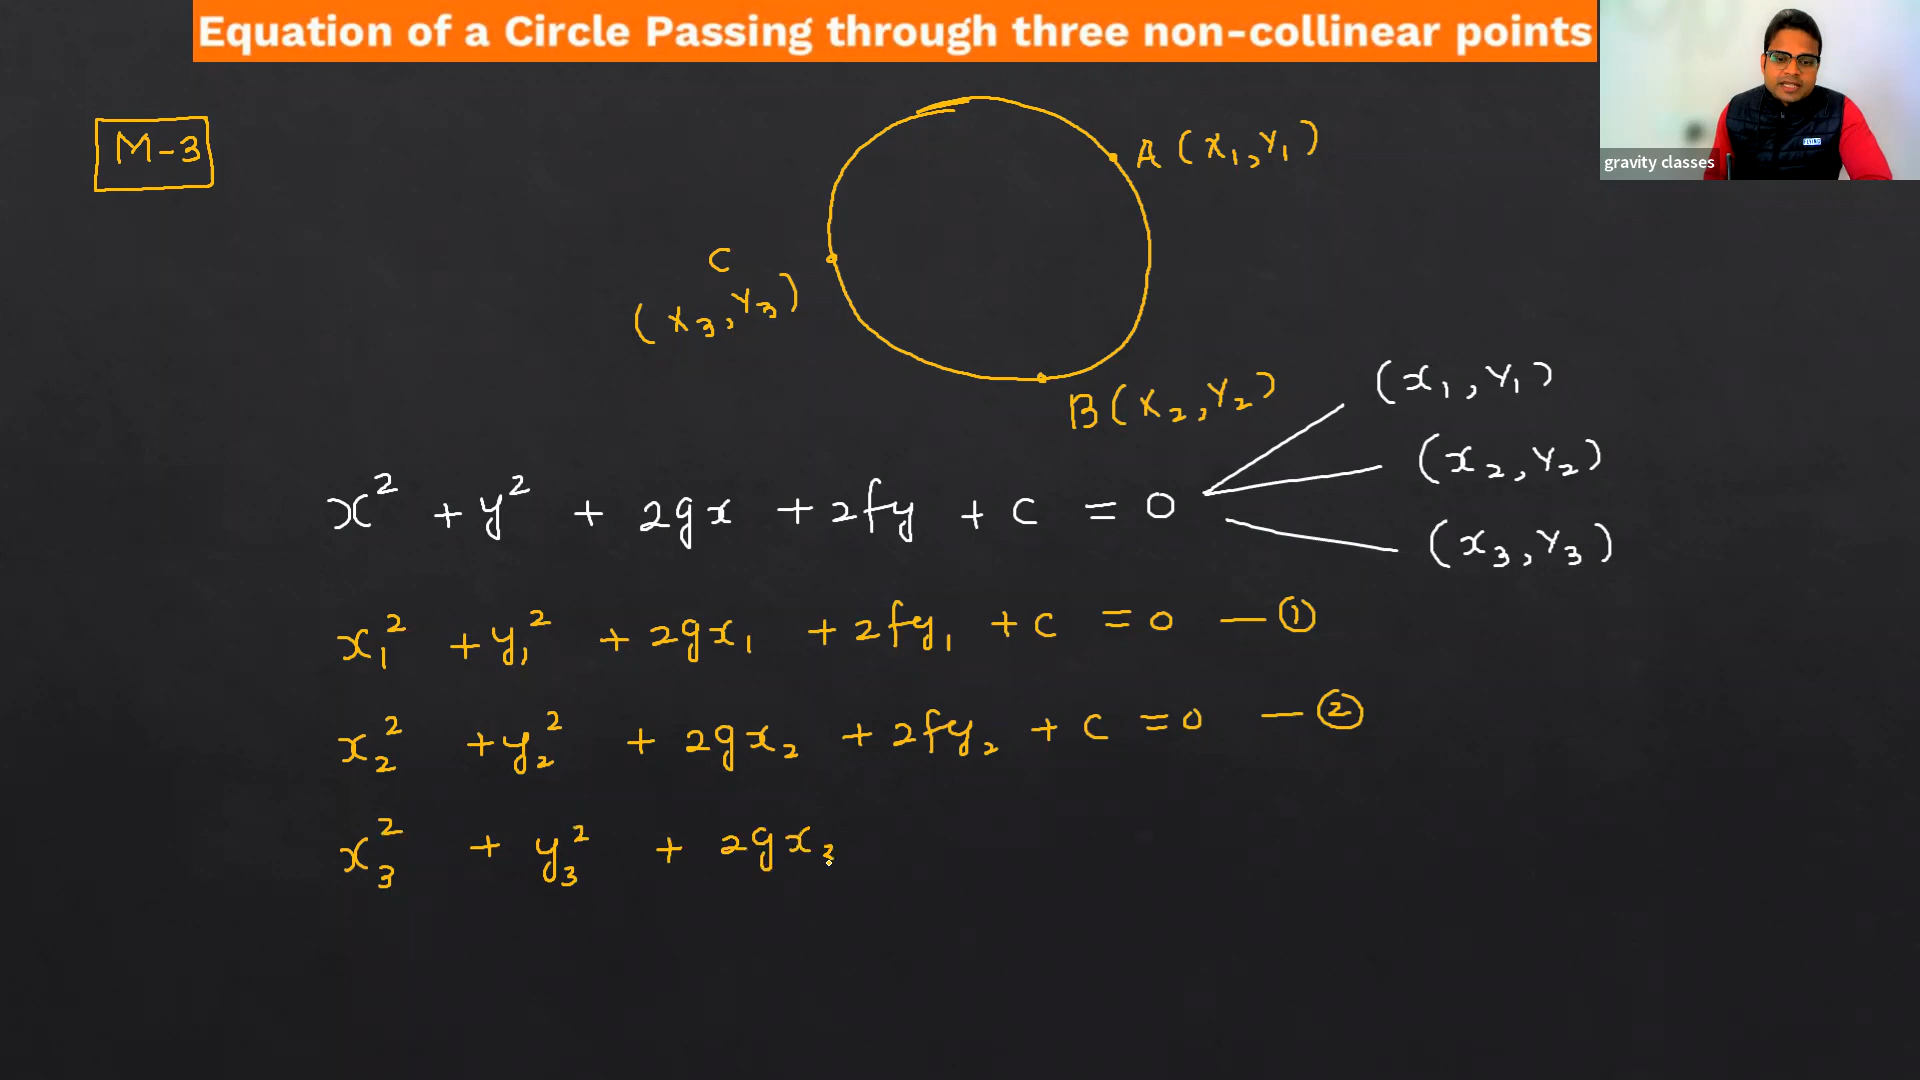 Equation of a Circle Passing through three non-collinear points
gravity classes
M-3
A (x₁, y₁)
C
(x₃, y₃)
B (x₂, y₂)
(x₁, y₁)
(x₂, y₂)
x² + y² + 2gx + 2fy + c = 0
(x₃, y₃)
x₁² + y₁² + 2gx₁ + 2fy₁ + c = 0 — ①
x₂² + y₂² + 2gx₂ + 2fy₂ + c = 0 — ②
x₃² + y₃² + 2gx₃